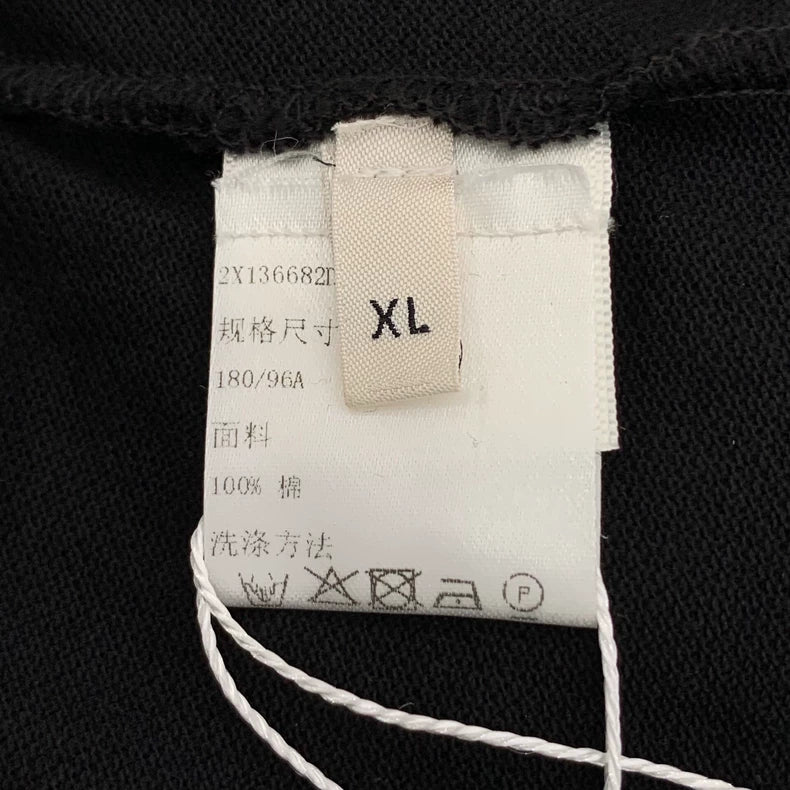 2X136682D
XL
规格尺寸
180/96A
面料
100% 棉
洗涤方法
P